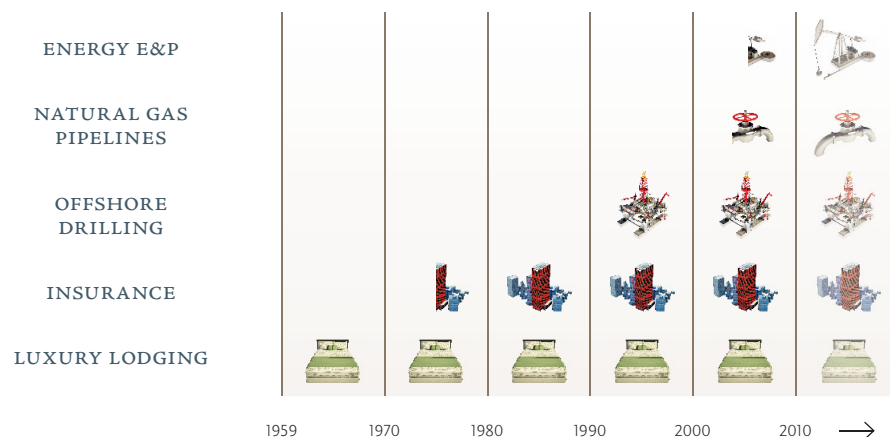 ENERGY E&P
NATURAL GAS
PIPELINES
OFFSHORE
DRILLING
INSURANCE
LUXURY LODGING
1959 1970 1980 1990 2000 2010